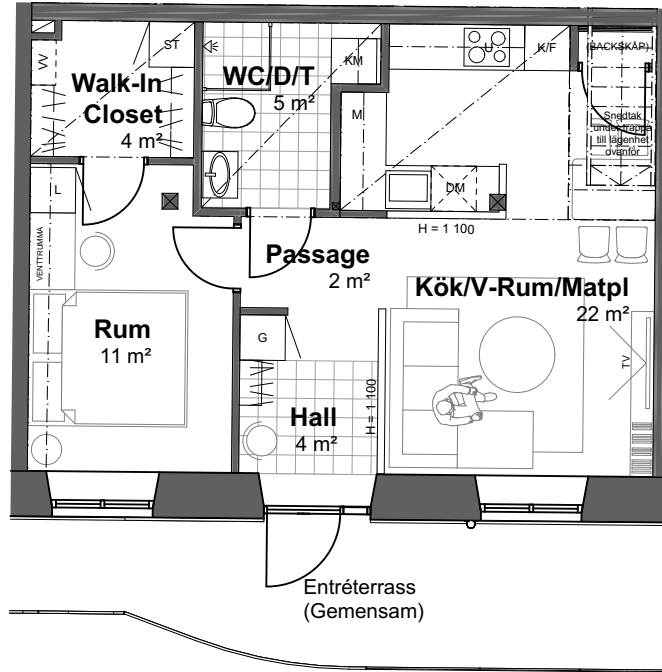 ST
VV
Walk-In
Closet
4 m²
WC/D/T
5 m²
KM
M
U
K/F
(BACKSKÅP)
Snedtak
under trappa
till lägenhet
ovanför
DM
L
VENTTRUMMA
H = 1 100
Passage
2 m²
Kök/V-Rum/Matpl
22 m²
Rum
11 m²
G
TV
Hall
4 m²
H = 1 100
Entréterrass
(Gemensam)